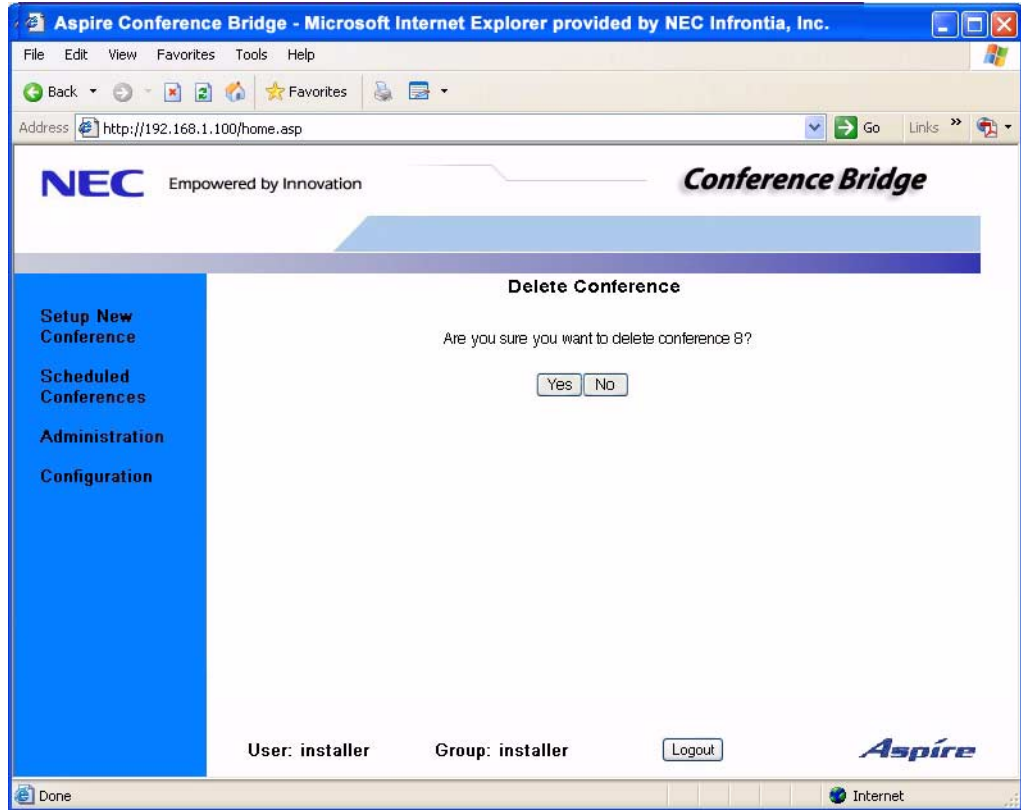 Aspire Conference Bridge - Microsoft Internet Explorer provided by NEC Infrontia, Inc.
File Edit View Favorites Tools Help
Back Favorites
Address http://192.168.1.100/home.asp Go Links »
NEC Empowered by Innovation Conference Bridge
Delete Conference
Setup New
Conference
Are you sure you want to delete conference 8?
Scheduled
Conferences
Yes No
Administration
Configuration
User: installer Group: installer Logout Aspire
Done Internet